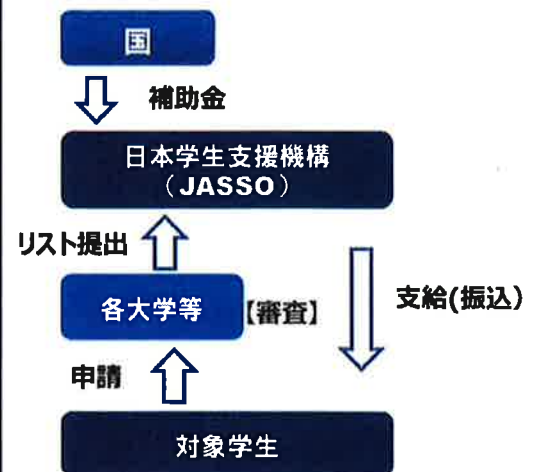 国
補助金
日本学生支援機構
（JASSO）
リスト提出
各大学等
【審査】
支給(振込）
申請
対象学生